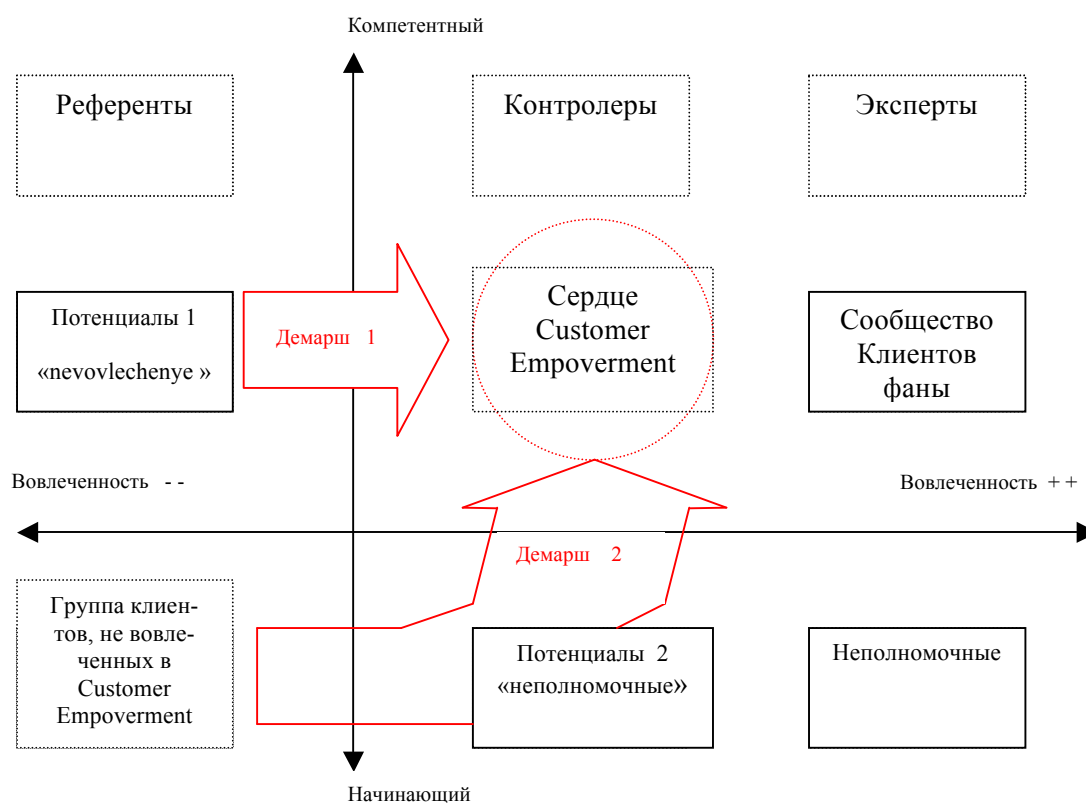 Компетентный
Референты
Контролеры
Эксперты
Потенциалы 1
«nevovlechenye »
Демарш 1
Сердце
Customer
Empoverment
Сообщество
Клиентов
фаны
Вовлеченность - -
Вовлеченность + +
Демарш 2
Группа клиен-
тов, не вовле-
ченных в
Customer
Empoverment
Потенциалы 2
«неполномочные»
Неполномочные
Начинающий